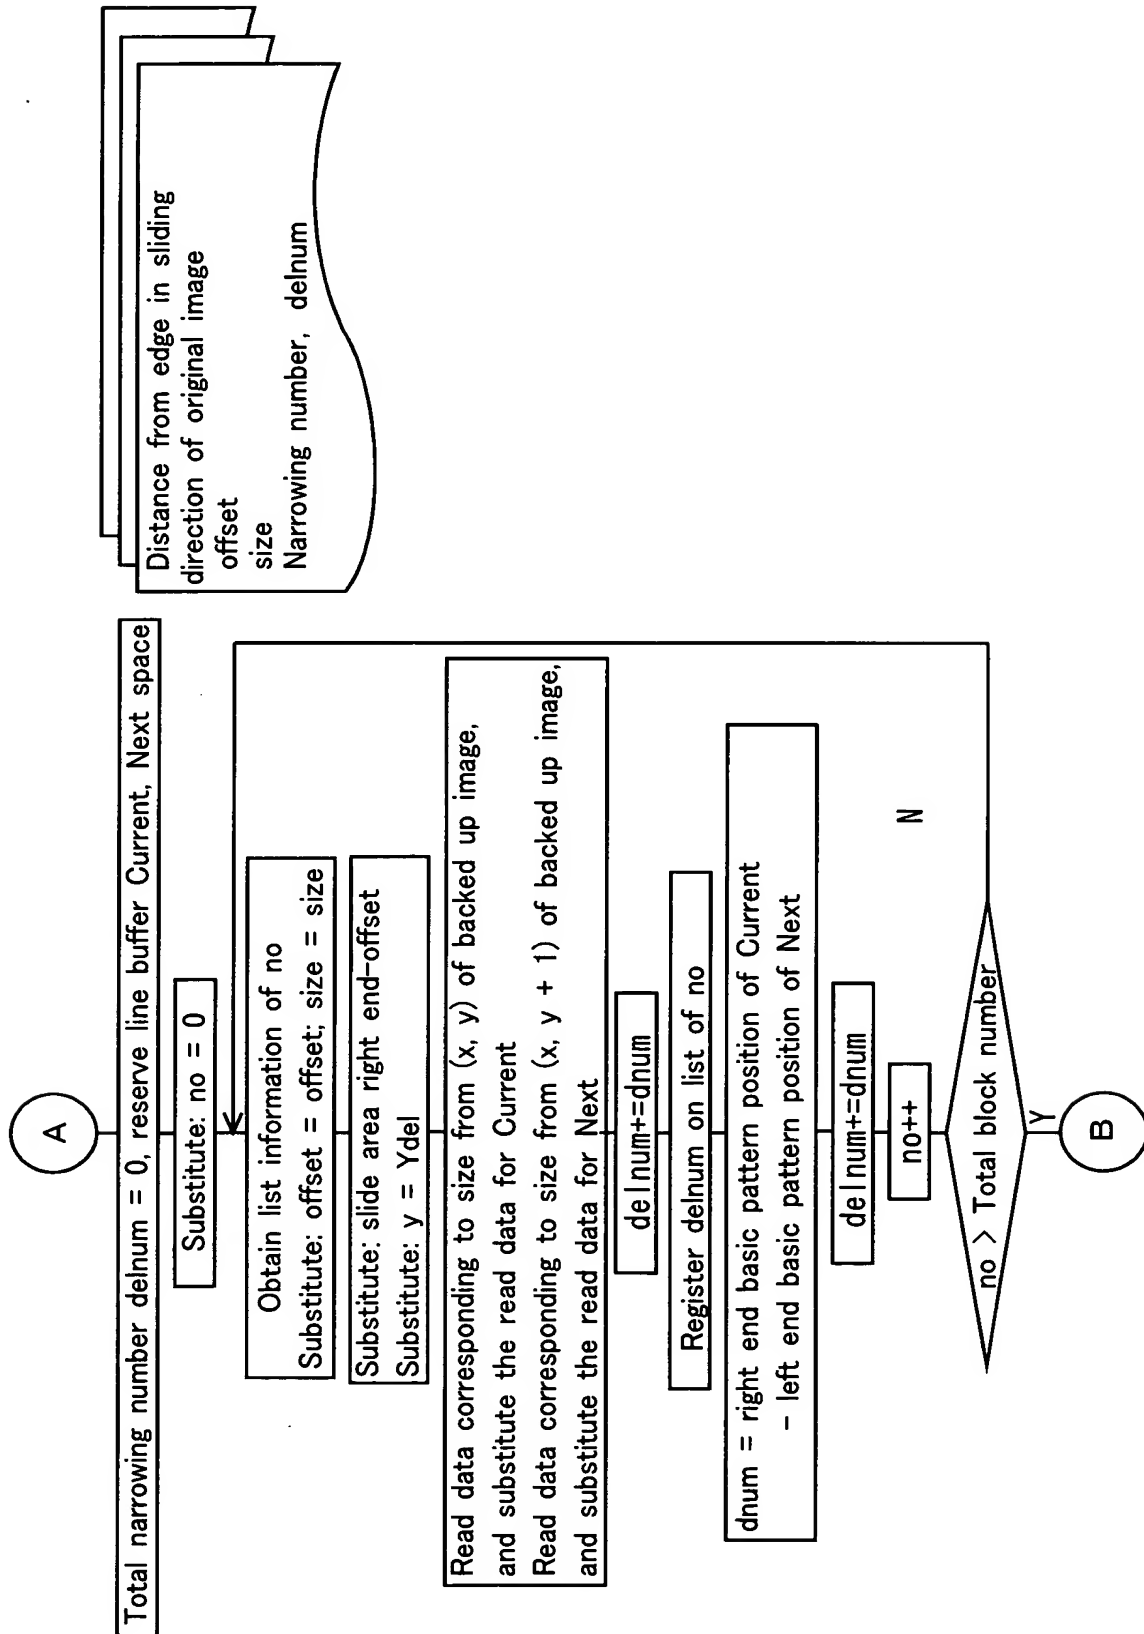 A
Total narrowing number delnum = 0, reserve line buffer Current, Next space
Substitute: no = 0
Obtain list information of no
Substitute: offset = offset; size = size
Substitute: slide area right end-offset
Substitute: y = Ydel
Read data corresponding to size from (x, y) of backed up image,
and substitute the read data for Current
Read data corresponding to size from (x, y + 1) of backed up image,
and substitute the read data for Next
delnum+=dnum
Register delnum on list of no
dnum = right end basic pattern position of Current
- left end basic pattern position of Next
delnum+=dnum
no++
no > Total block number
N
Y
B
Distance from edge in sliding
direction of original image
offset
size
Narrowing number, delnum